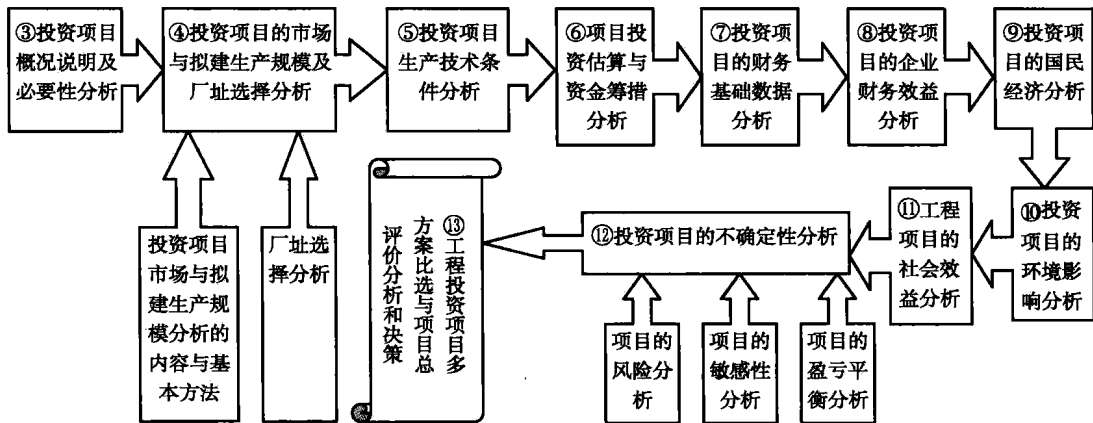 ③投资项目
概况说明及
必要性分析
④投资项目的市场
与拟建生产规模及
厂址选择分析
⑤投资项目
生产技术条
件分析
⑥项目投
资估算与
资金筹措
分析
⑦投资项
目的财务
基础数据
分析
⑧投资项
目的企业
财务效益
分析
⑨投资项
目的国民
经济分析
⑩投资
项目的
环境影
响分析
⑪工程
项目的
社会效
益分析
⑫投资项目的不确定性分析
项目的
风险分
析
项目的
敏感性
分析
项目的
盈亏平
衡分析
⑬工程投资项目多
方案比选与项目总
评价分析和决策
投资项目
市场与拟
建生产规
模分析的
内容与基
本方法
厂址选
择分析